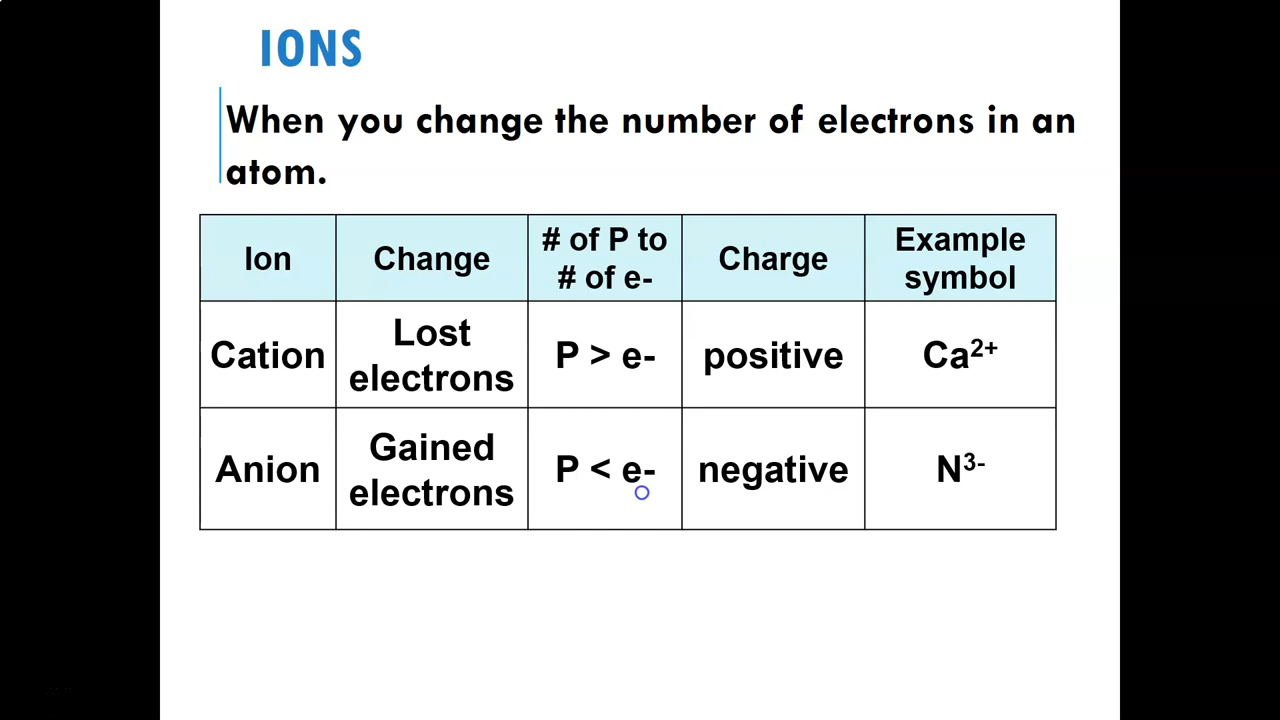 IONS
When you change the number of electrons in an
atom.
Ion
Change
# of P to
# of e-
Charge
Example
symbol
Cation
Lost
electrons
P > e-
positive
Ca²⁺
Anion
Gained
electrons
P < e-
negative
N³⁻